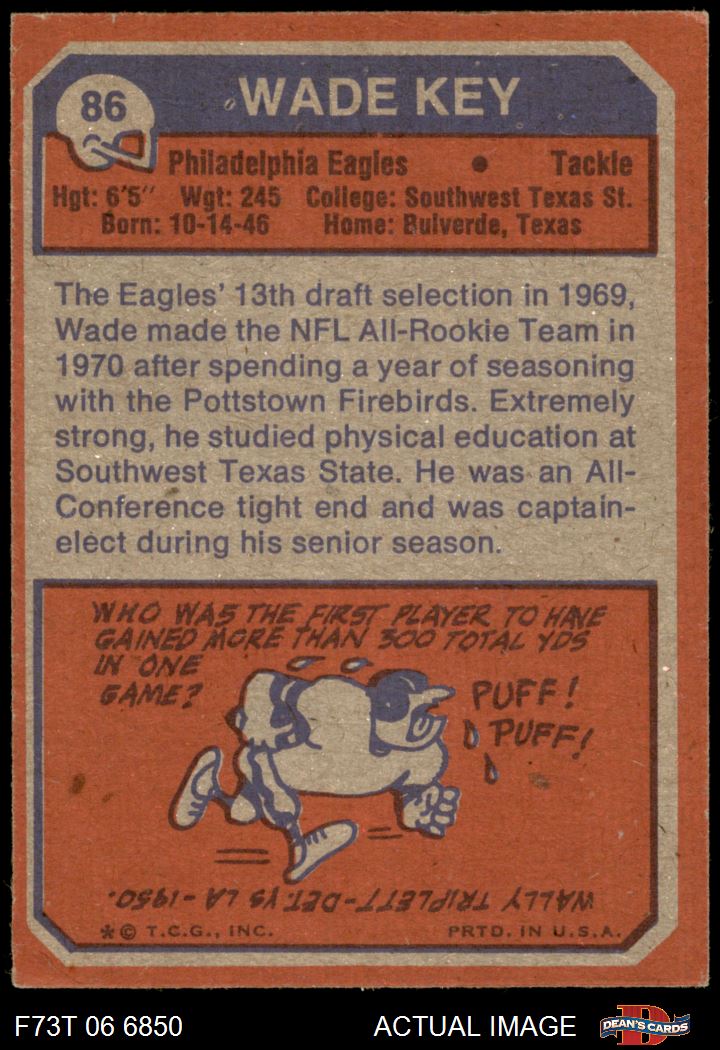 86
WADE KEY
Philadelphia Eagles • Tackle
Hgt: 6'5" Wgt: 245 College: Southwest Texas St.
Born: 10-14-46 Home: Bulverde, Texas
The Eagles' 13th draft selection in 1969,
Wade made the NFL All-Rookie Team in
1970 after spending a year of seasoning
with the Pottstown Firebirds. Extremely
strong, he studied physical education at
Southwest Texas State. He was an All-
Conference tight end and was captain-
elect during his senior season.
WHO WAS THE FIRST PLAYER TO HAVE
GAINED MORE THAN 300 TOTAL YDS
IN ONE
GAME?
PUFF!
PUFF!
WALLY TRIPLETT-DET. VS LA-1950.
*© T.C.G., INC. PRTD. IN U.S.A.
F73T 06 6850 ACTUAL IMAGE
D
DEAN'S CARDS